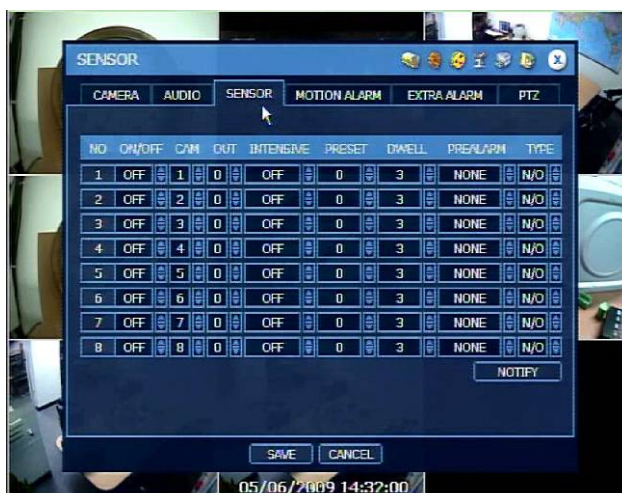 SENSOR
CAMERA AUDIO SENSOR MOTION ALARM EXTRA ALARM PTZ
NO ON/OFF CAM OUT INTENSIVE PRESET DWELL PREALARM TYPE
1 OFF 1 0 OFF 0 3 NONE N/O
2 OFF 2 0 OFF 0 3 NONE N/O
3 OFF 3 0 OFF 0 3 NONE N/O
4 OFF 4 0 OFF 0 3 NONE N/O
5 OFF 5 0 OFF 0 3 NONE N/O
6 OFF 6 0 OFF 0 3 NONE N/O
7 OFF 7 0 OFF 0 3 NONE N/O
8 OFF 8 0 OFF 0 3 NONE N/O
NOTIFY
SAVE CANCEL
05/06/2009 14:32:00